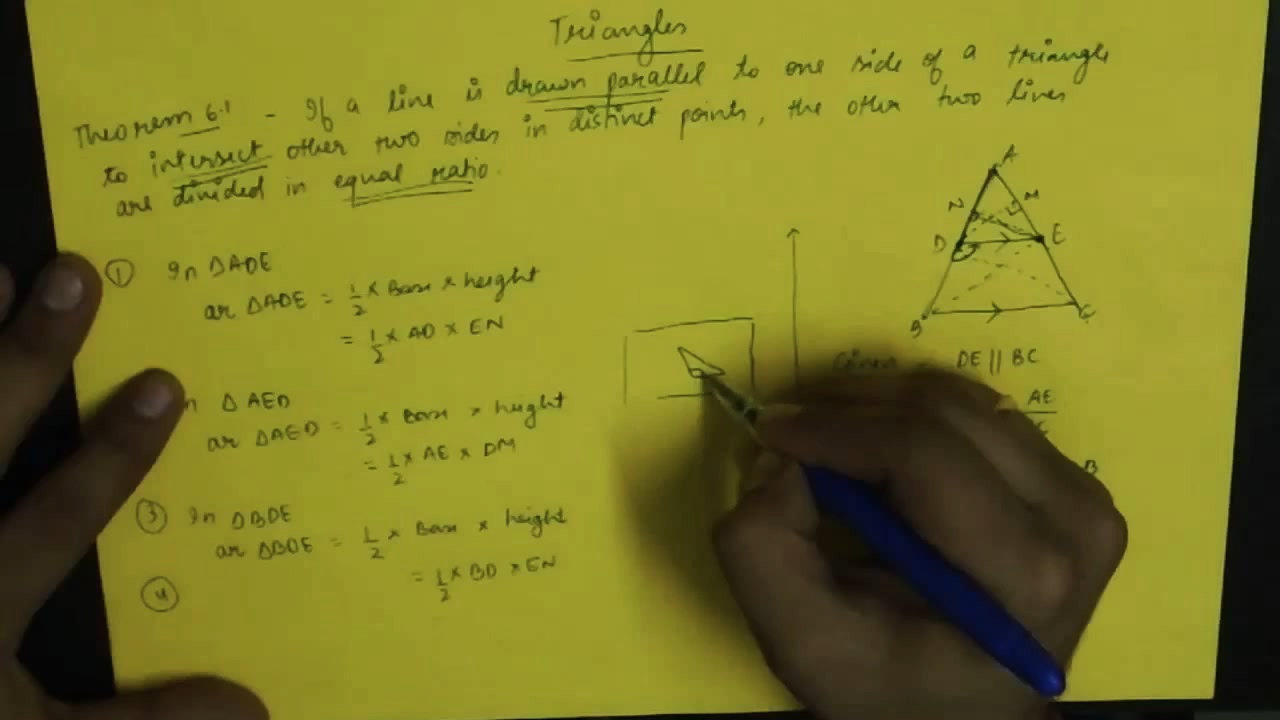 Triangles
Theorem 6.1 - If a line is drawn parallel to one side of a triangle
to intersect other two sides in distinct points, the other two lines
are divided in equal ratio.
① In ΔADE
ar ΔADE = 1/2 × Base × height
= 1/2 × AD × EN
n ΔAED
ar ΔAED = 1/2 × Base × height
= 1/2 × AE × DM
③ In ΔBDE
ar ΔBDE = 1/2 × Base × height
= 1/2 × BD × EN
④
A
N
M
D
E
B
C
Given DE || BC
AE
C
B